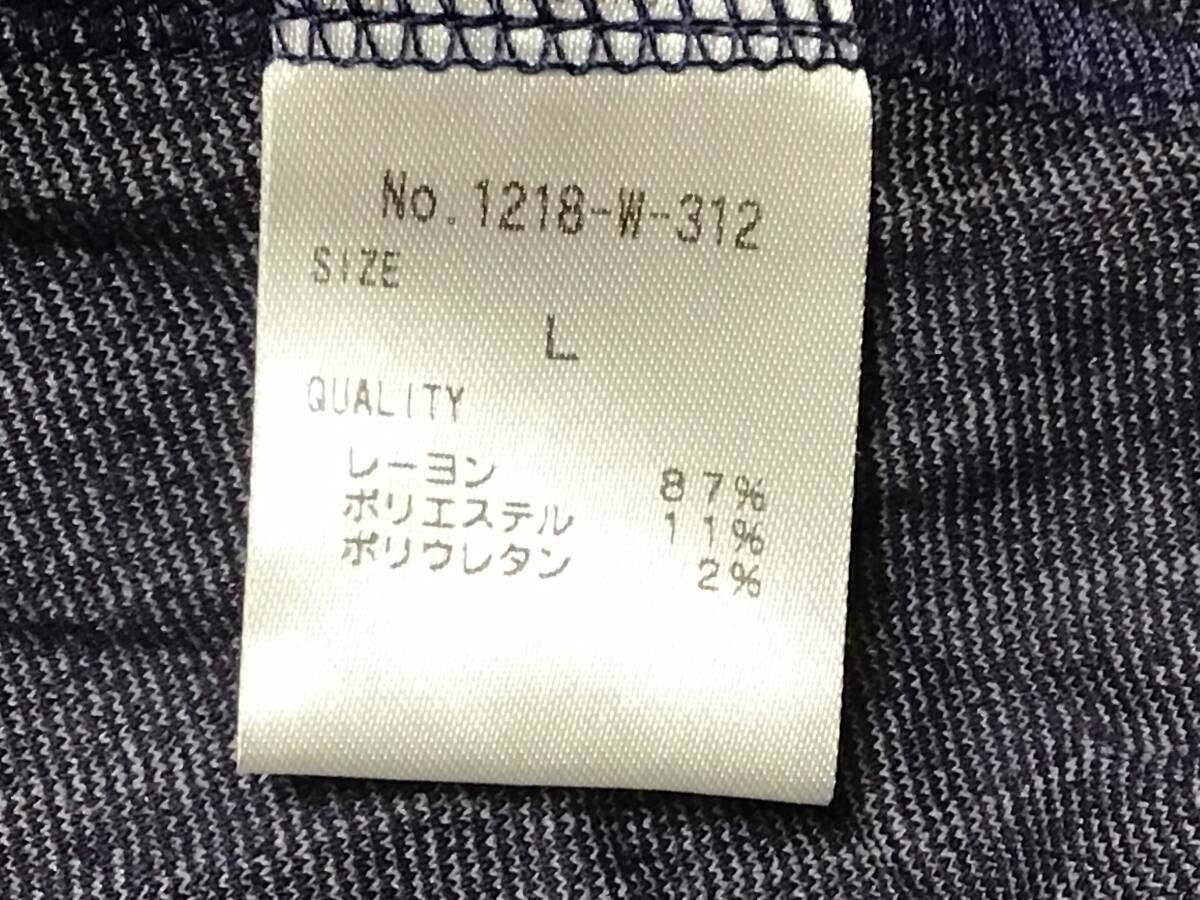 No.1218-W-312
SIZE
L
QUALITY
レーヨン 87%
ポリエステル 11%
ポリウレタン 2%